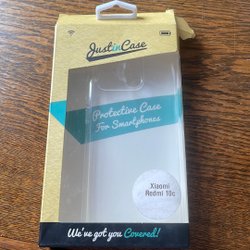 JustinCase
Protective Case
For Smartphones
Xiaomi
Redmi 10c
We've got you Covered!